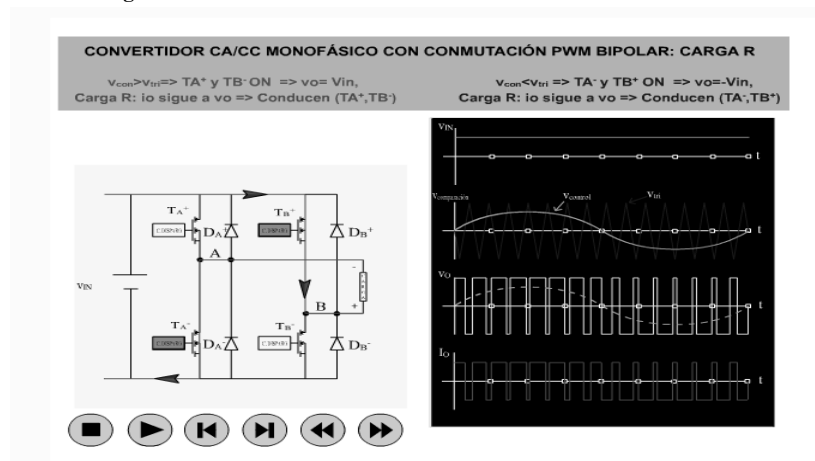 CONVERTIDOR CA/CC MONOFÁSICO CON CONMUTACIÓN PWM BIPOLAR: CARGA R
vcon>vtri=> TA+ y TB- ON => vo= Vin,
Carga R: io sigue a vo => Conducen (TA+,TB-)
vcon<vtri => TA- y TB+ ON => vo=-Vin,
Carga R: io sigue a vo => Conducen (TA-,TB+)
VIN
t
Vcomparación
Vcontrol
Vtri
t
VO
t
IO
t
TA+
DA+
TB+
DB+
A
-
VIN
B
+
TA-
DA-
TB-
DB-